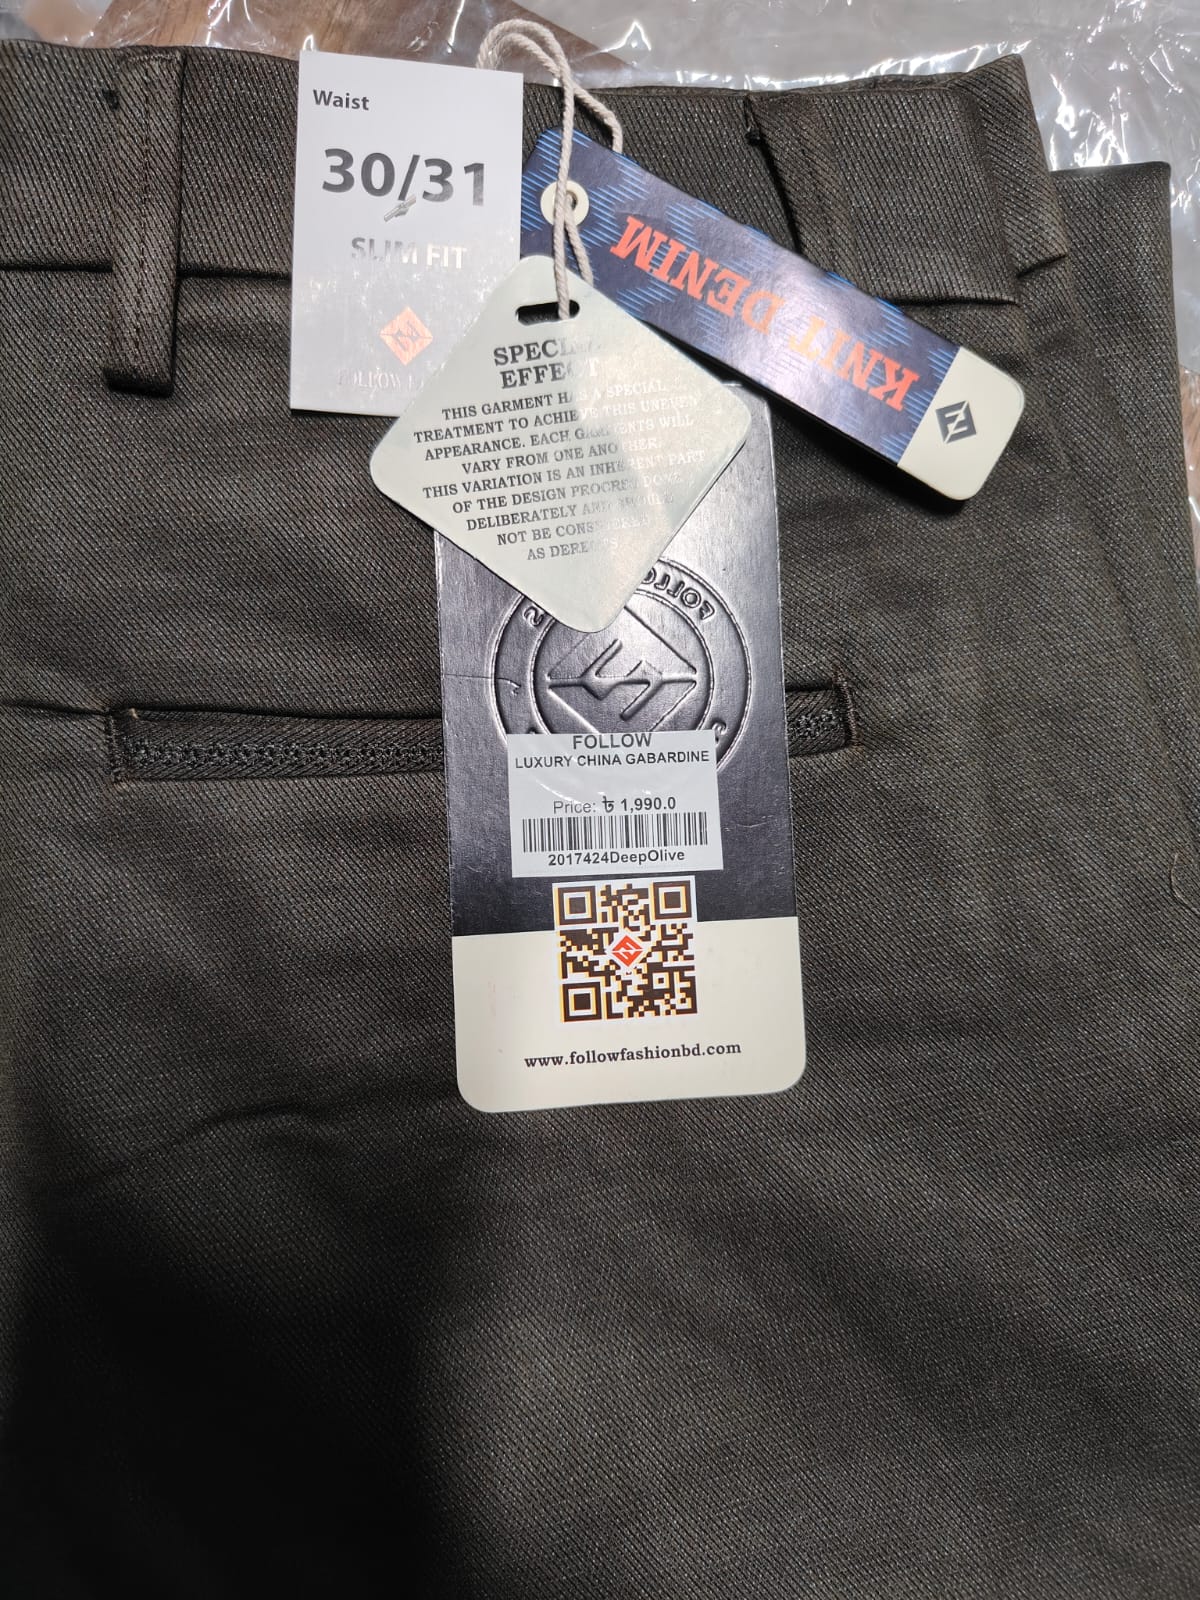 Waist
30/31
SLIM FIT
KNIT DENIM
SPECIAL
EFFECT
THIS GARMENT HAS A SPECIAL
TREATMENT TO ACHIEVE THIS UNEVEN
APPEARANCE. EACH GARMENTS WILL
VARY FROM ONE ANOTHER.
THIS VARIATION IS AN INHERENT PART
OF THE DESIGN PROCRES DONE
DELIBERATELY AND SHOULD
NOT BE CONSIDERED
AS
FOLLOW
FOLLOW
LUXURY CHINA GABARDINE
Price: ৳ 1,990.0
2017424DeepOlive
www.followfashionbd.com